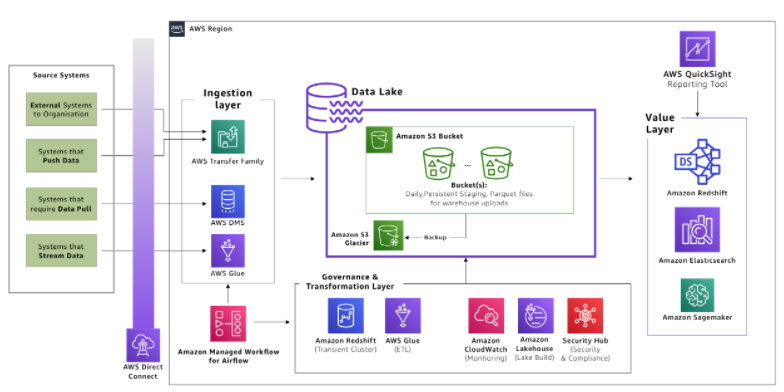 aws
AWS Region
Source Systems
External Systems
to Organisation
Systems that
Push Data
Systems that
require Data Pull
Systems that
Stream Data
AWS Direct
Connect
Ingestion
layer
AWS Transfer Family
AWS DMS
AWS Glue
Amazon Managed Workflow
for Airflow
Data Lake
Amazon S3 Bucket
...
Bucket(s):
Daily,Persistent Staging, Parquet files
for warehouse uploads
Amazon S3
Glacier
Backup
Governance &
Transformation Layer
Amazon Redshift
(Transient Cluster)
AWS Glue
(ETL)
Amazon
CloudWatch
(Montioring)
Amazon
Lakehouse
(Lake Build)
Security Hub
(Security
& Compliance)
AWS QuickSight
Reporting Tool
Value
Layer
DS
Amazon Redshift
Amazon Elasticsearch
Amazon Sagemaker